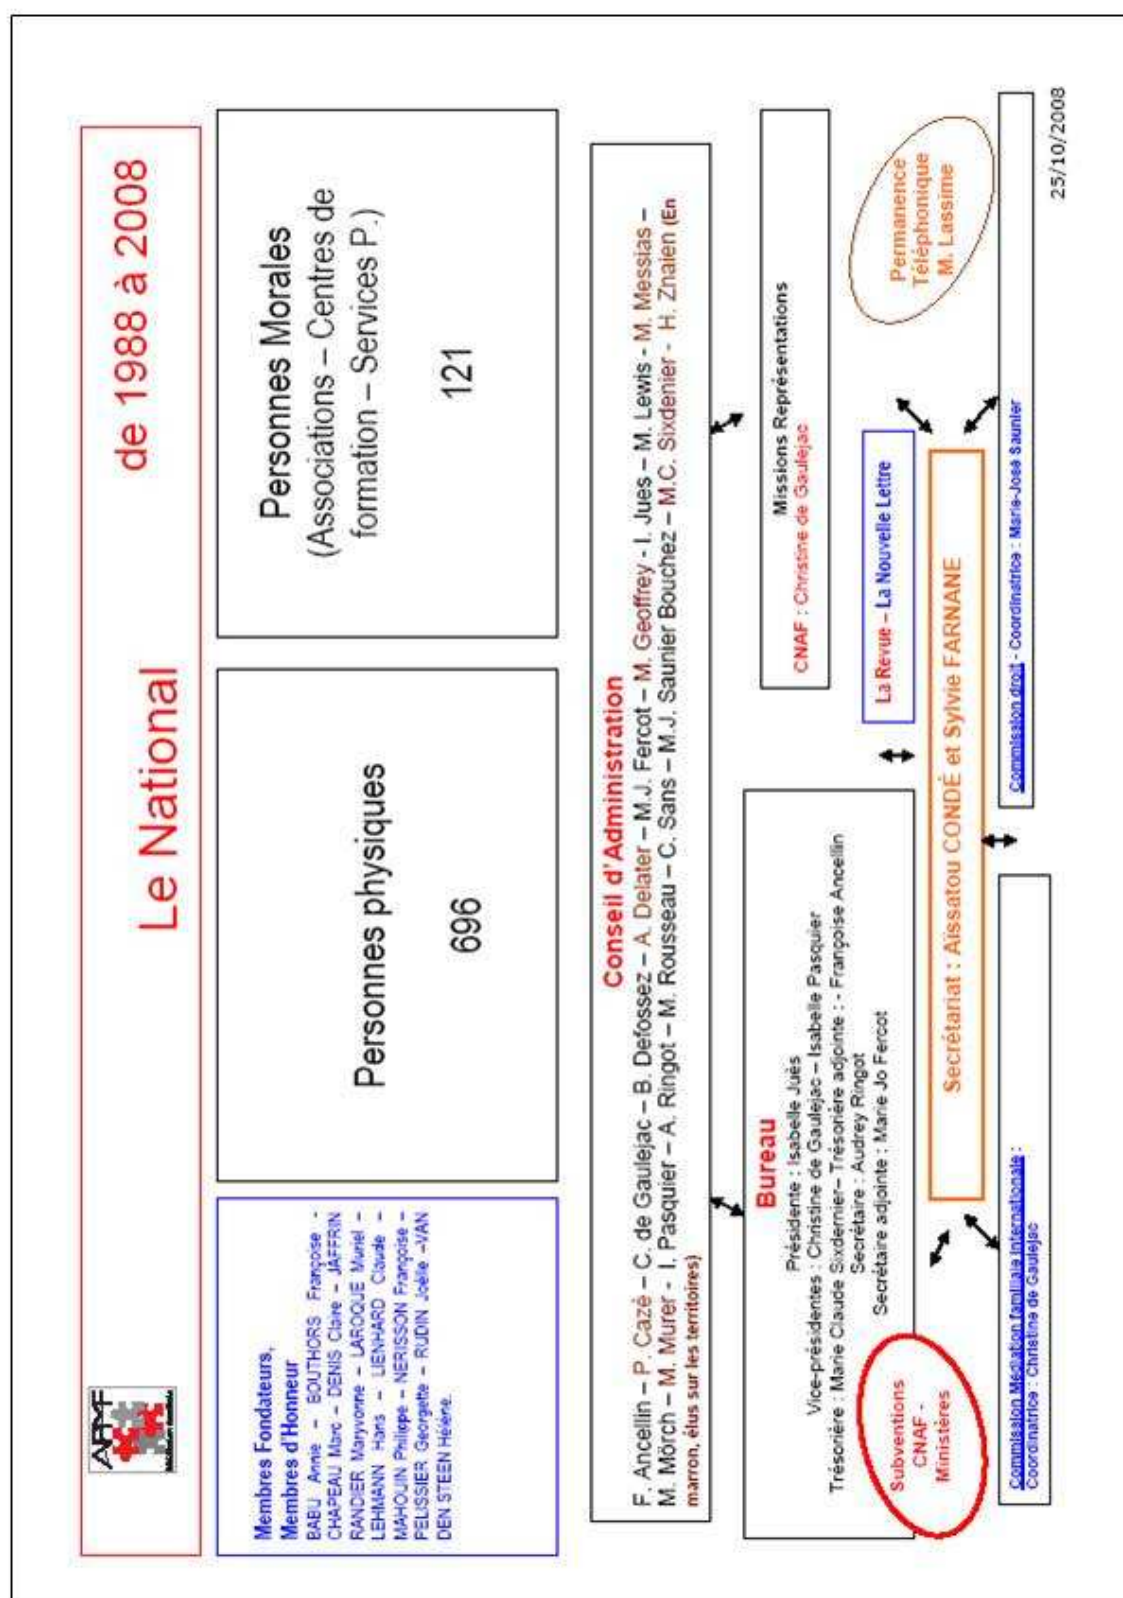 APMF
MÉDIATION FAMILIALE
Le National de 1988 à 2008
Membres Fondateurs,
Membres d'Honneur
BABU Annie – BOUTHORS Françoise -
CHAPEAU Marc – DENIS Claire – JAFFRIN
RANDIER Maryvonne – LAROQUE Muriel –
LEHMANN Hans – LIENHARD Claude –
MAHOUIN Philippe – NERISSON Françoise –
PELISSIER Georgette – RUDIN Joëlle –VAN
DEN STEEN Hélène.
Personnes physiques
696
Personnes Morales
(Associations – Centres de
formation – Services P.)
121
Conseil d'Administration
F. Ancellin – P. Cazè – C. de Gaulejac – B. Defossez – A. Delater – M.J. Fercot – M. Geoffrey - I. Jues – M. Lewis - M. Messias –
M. Mörch – M. Murer - I. Pasquier – A. Ringot – M. Rousseau – C. Sans – M.J. Saunier Bouchez – M.C. Sixdenier - H. Znaien (En
marron, élus sur les territoires)
Bureau
Présidente : Isabelle Juès
Vice-présidentes : Christine de Gaulejac – Isabelle Pasquier
Trésorière : Marie Claude Sixdernier– Trésorière adjointe : - Françoise Ancellin
Secrétaire : Audrey Ringot
Secrétaire adjointe : Marie Jo Fercot
Missions Représentations
CNAF : Christine de Gaulejac
Subventions
CNAF -
Ministères
La Revue – La Nouvelle Lettre
Permanence
Téléphonique
M. Lassime
Secrétariat : Aïssatou CONDÈ et Sylvie FARNANE
Commission Médiation familiale internationale :
Coordinatrice : Christine de Gaulejac
Commission droit - Coordinatrice : Marie-José Saunier
25/10/2008